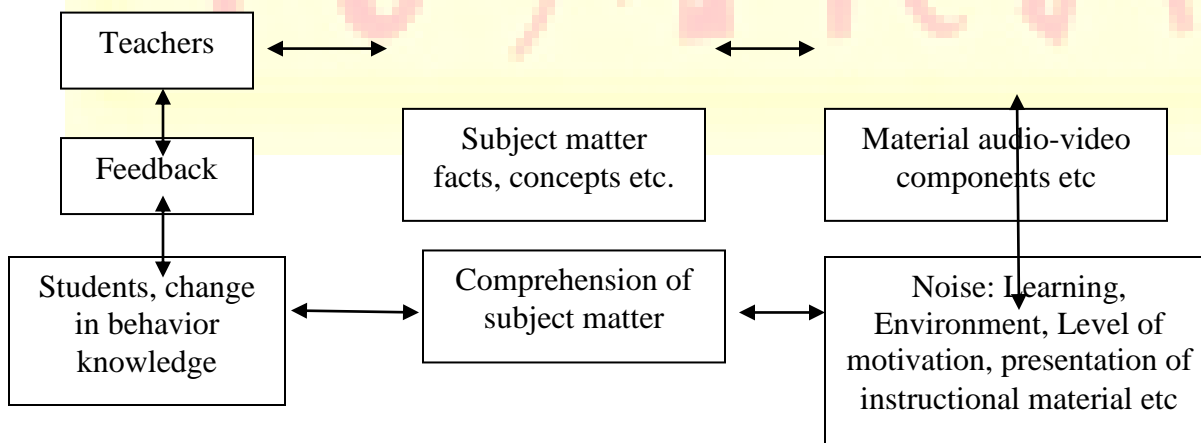 Teachers
Feedback
Subject matter
facts, concepts etc.
Material audio-video
components etc
Students, change
in behavior
knowledge
Comprehension of
subject matter
Noise: Learning,
Environment, Level of
motivation, presentation of
instructional material etc